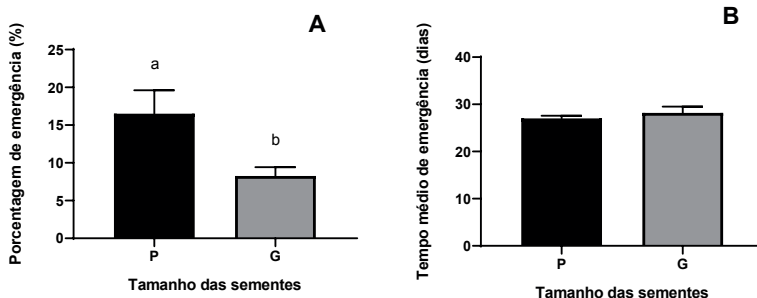 A
Porcentagem de emergência (%)
25
20
15
10
5
0
a
b
P
G
Tamanho das sementes
B
Tempo médio de emergência (dias)
40
30
20
10
0
P
G
Tamanho das sementes